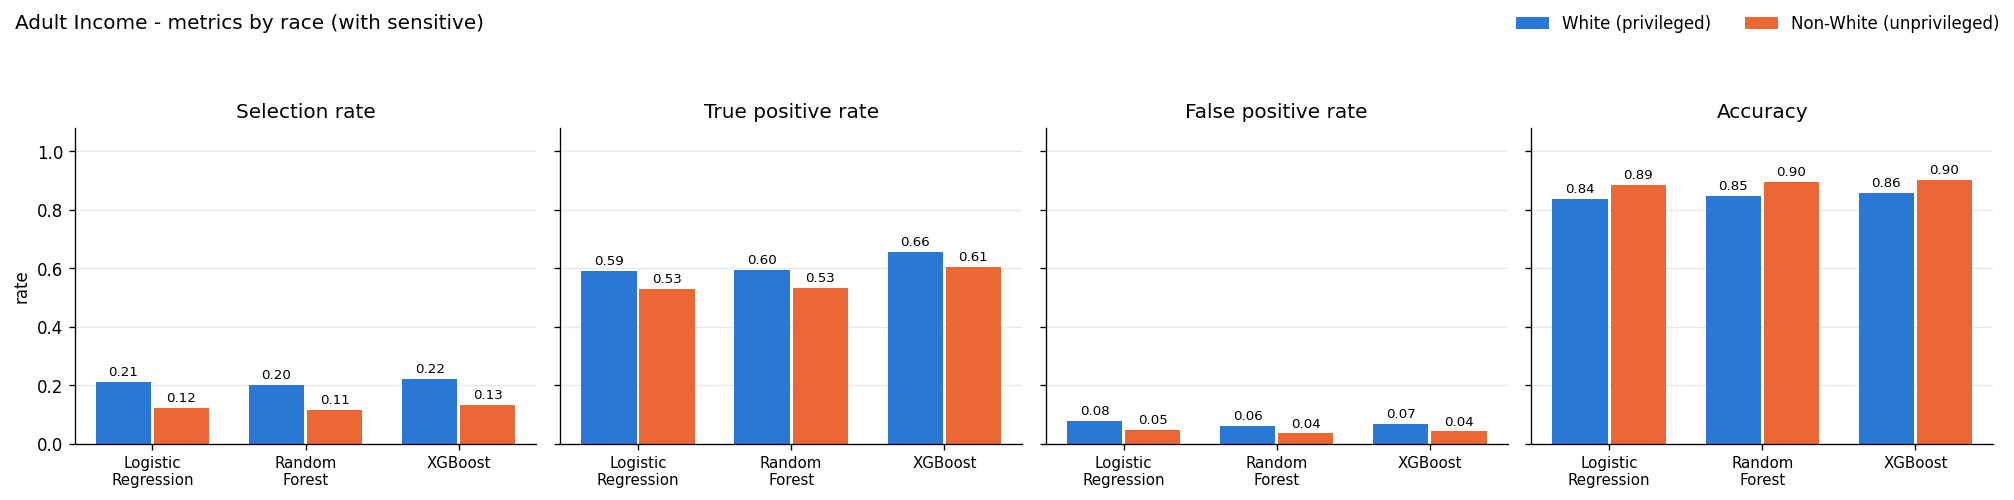 Adult Income - metrics by race (with sensitive)
White (privileged)
Non-White (unprivileged)
Selection rate
True positive rate
False positive rate
Accuracy
rate
1.0
0.8
0.6
0.4
0.2
0.0
0.21
0.12
0.20
0.11
0.22
0.13
Logistic
Regression
Random
Forest
XGBoost
0.59
0.53
0.60
0.53
0.66
0.61
Logistic
Regression
Random
Forest
XGBoost
0.08
0.05
0.06
0.04
0.07
0.04
Logistic
Regression
Random
Forest
XGBoost
0.84
0.89
0.85
0.90
0.86
0.90
Logistic
Regression
Random
Forest
XGBoost